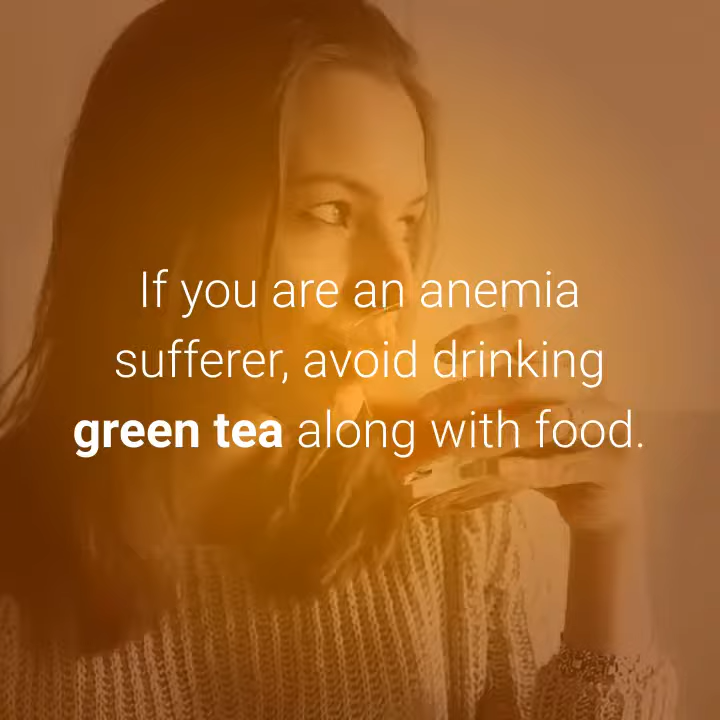 If you are an anemia
sufferer, avoid drinking
green tea along with food.